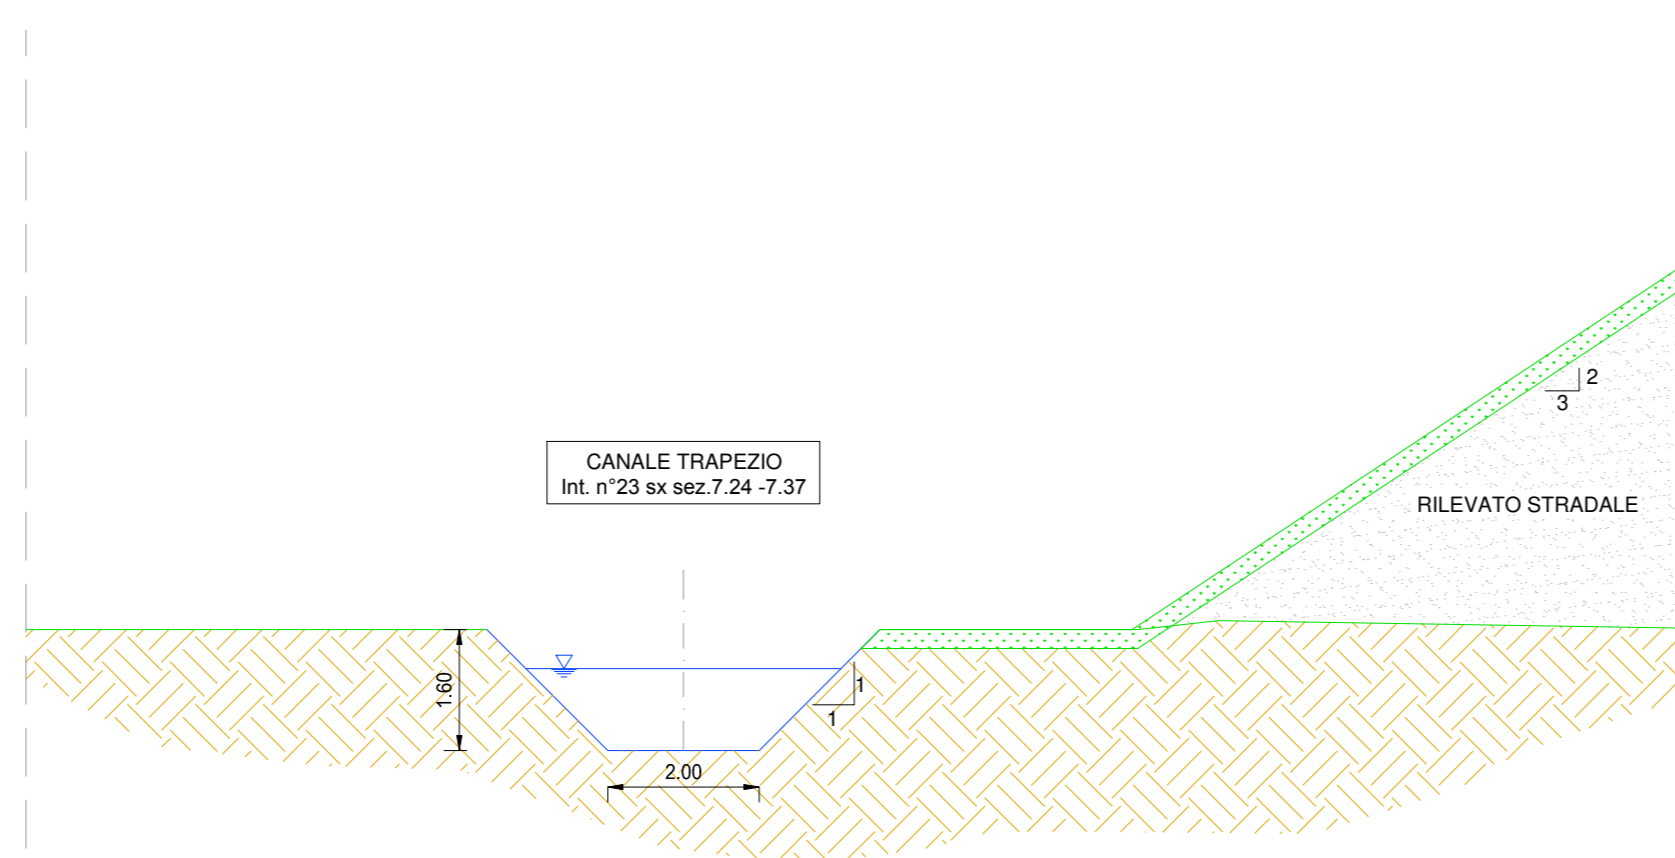 CANALE TRAPEZIO
Int. n°23 sx sez.7.24 -7.37
2
3
RILEVATO STRADALE
1.60
1
1
2.00